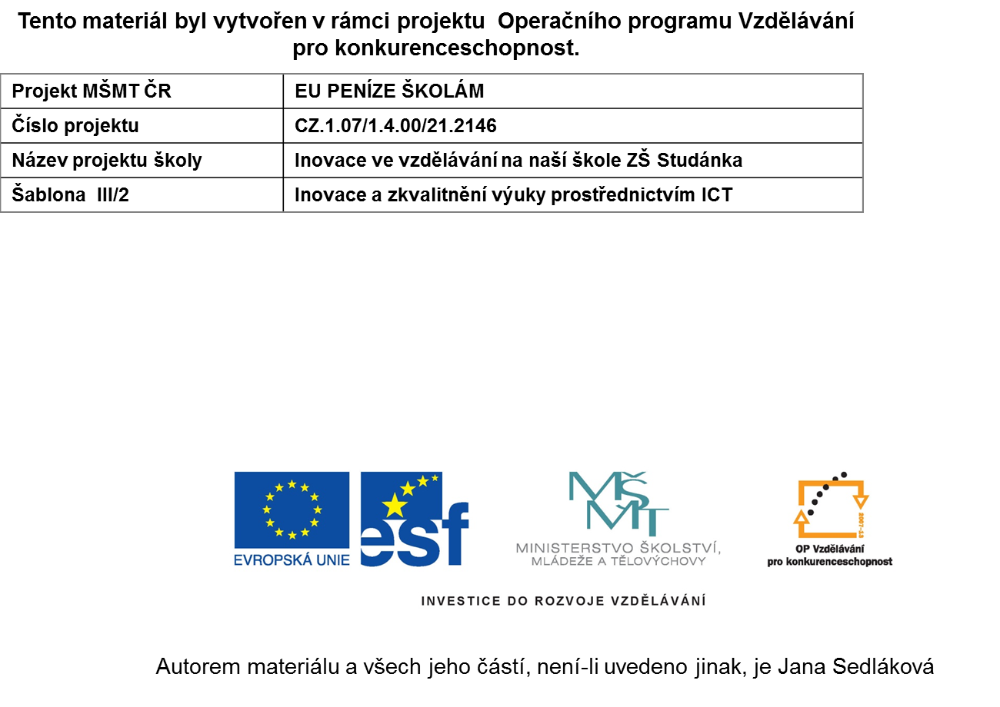 Tento materiál byl vytvořen v rámci projektu  Operačního programu Vzdělávání
pro konkurenceschopnost.
Projekt MŠMT ČR EU PENÍZE ŠKOLÁM
Číslo projektu CZ.1.07/1.4.00/21.2146
Název projektu školy Inovace ve vzdělávání na naší škole ZŠ Studánka
Šablona  III/2 Inovace a zkvalitnění výuky prostřednictvím ICT
EVROPSKÁ UNIE
esf
MŠ
MT
MINISTERSTVO ŠKOLSTVÍ,
MLÁDEŽE A TĚLOVÝCHOVY
2007-13
OP Vzdělávání
pro konkurenceschopnost
INVESTICE DO ROZVOJE VZDĚLÁVÁNÍ
Autorem materiálu a všech jeho částí, není-li uvedeno jinak, je Jana Sedláková